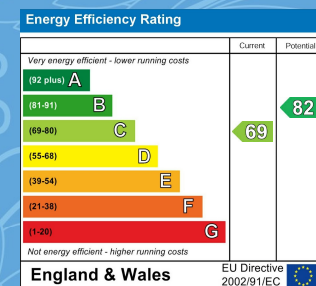 Energy Efficiency Rating
Current Potential
Very energy efficient - lower running costs
(92 plus) A
(81-91) B
82
(69-80) C
69
(55-68) D
(39-54) E
(21-38) F
(1-20) G
Not energy efficient - higher running costs
England & Wales
EU Directive
2002/91/EC